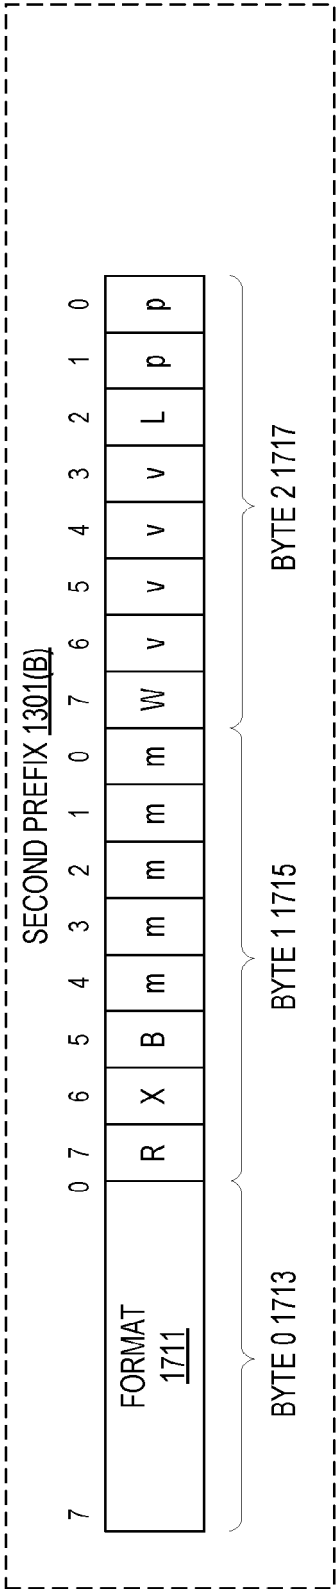 SECOND PREFIX 1301(B)
7 0 7 6 5 4 3 2 1 0 7 6 5 4 3 2 1 0
FORMAT
1711
R X B m m m m m W v v v v L p p
BYTE 0 1713 BYTE 1 1715 BYTE 2 1717